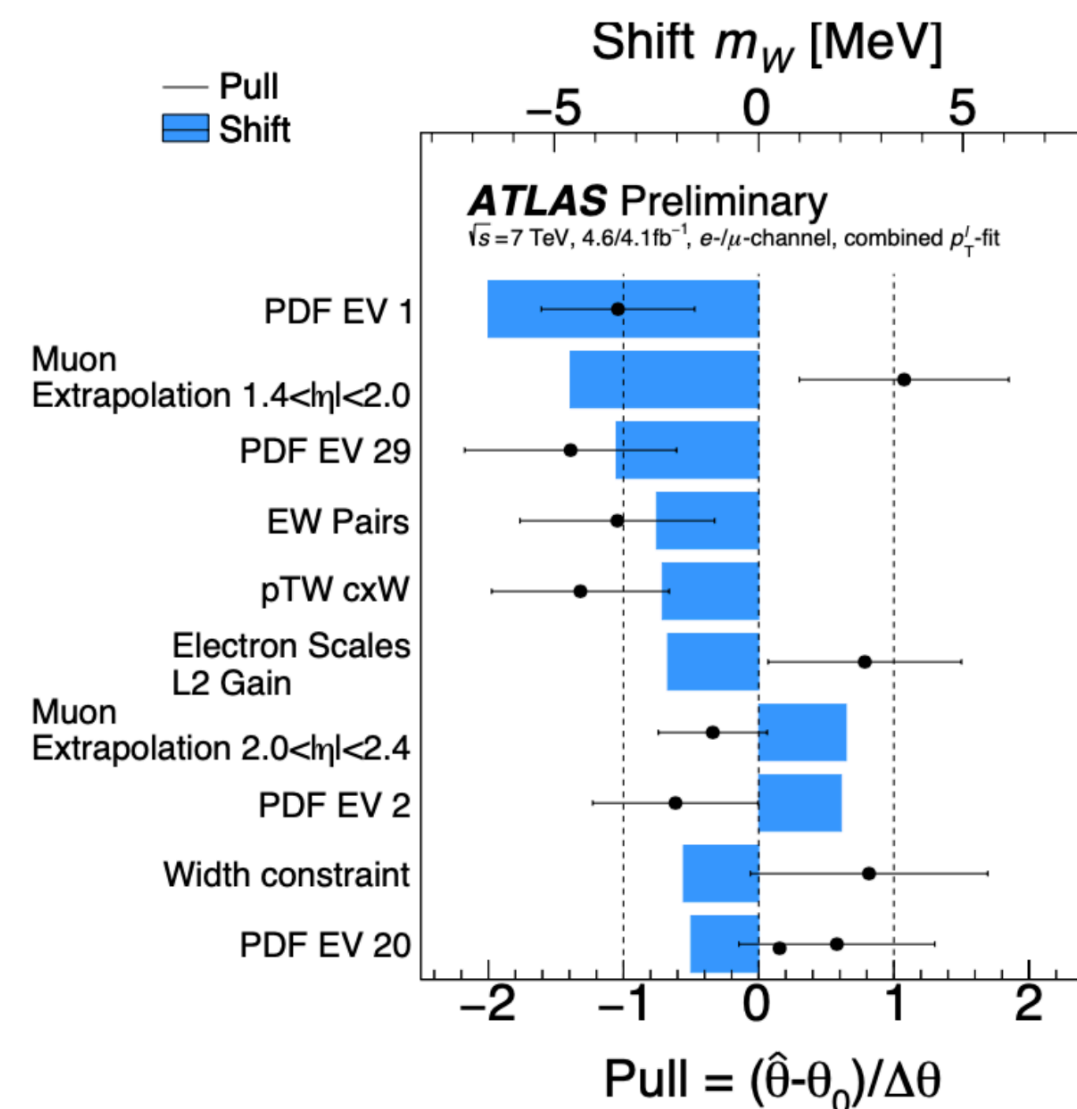 Shift m_W [MeV]
Pull
Shift
−5 0 5
ATLAS Preliminary
√s=7 TeV, 4.6/4.1fb⁻¹, e-/μ-channel, combined p_T^l-fit
PDF EV 1
Muon
Extrapolation 1.4<|η|<2.0
PDF EV 29
EW Pairs
pTW cxW
Electron Scales
L2 Gain
Muon
Extrapolation 2.0<|η|<2.4
PDF EV 2
Width constraint
PDF EV 20
−2 −1 0 1 2
Pull = (θ̂-θ₀)/Δθ